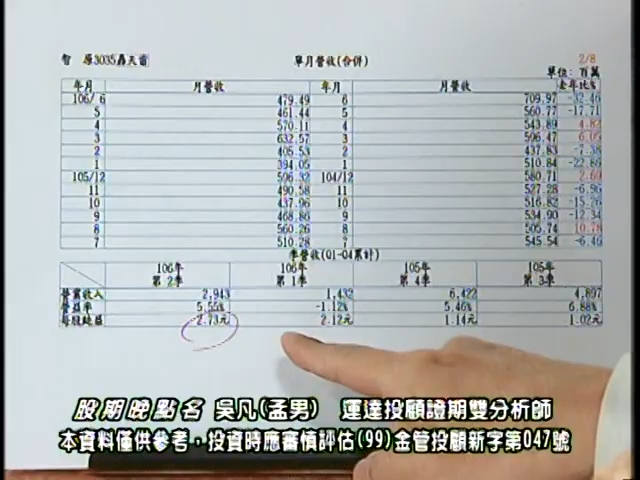 智 原3035轟天雷 單月營收(合併) 2/8
單位：百萬
年月 月營收 年月 月營收 去年比%
106/ 6 479.49 6 709.97 -32.46
5 461.44 5 560.77 -17.71
4 570.11 4 543.89 4.82
3 632.57 3 596.47 6.05
2 405.53 2 437.83 -7.38
1 394.05 1 510.84 -22.86
105/12 596.32 104/12 580.71 2.69
11 490.58 11 527.28 -6.96
10 437.96 10 516.82 -15.26
9 468.86 9 534.90 -12.34
8 560.26 8 505.74 10.78
7 510.28 7 545.54 -6.46
季營收(Q1-Q4累計)
106年 106年 105年 105年
第 2季 第 1季 第 4季 第 3季
營業收入 2,943 1,432 6,422 4,897
營益率 5.55% -1.12% 5.46% 6.88%
每股純益 2.73元 2.12元 1.14元 1.02元
股期晚點名 吳凡(孟男) 運達投顧證期雙分析師
本資料僅供參考，投資時應審慎評估(99)金管投顧新字第047號